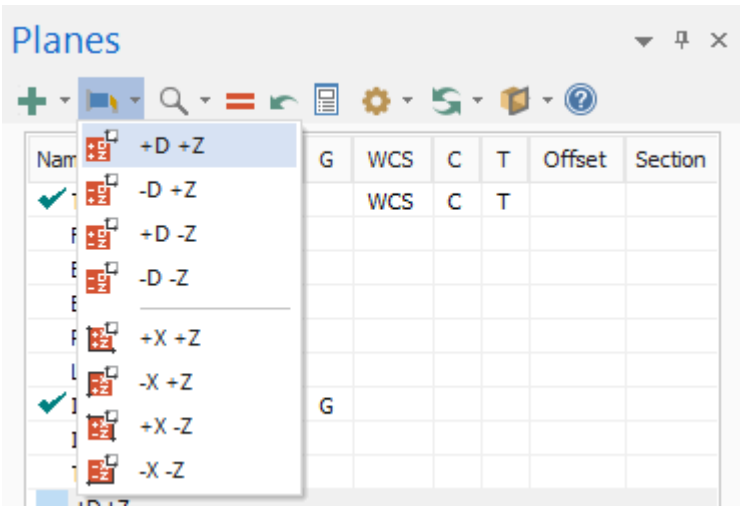 Planes
Nam G WCS C T Offset Section
+D +Z
WCS C T
-D +Z
+D -Z
-D -Z
+X +Z
-X +Z
G
+X -Z
-X -Z